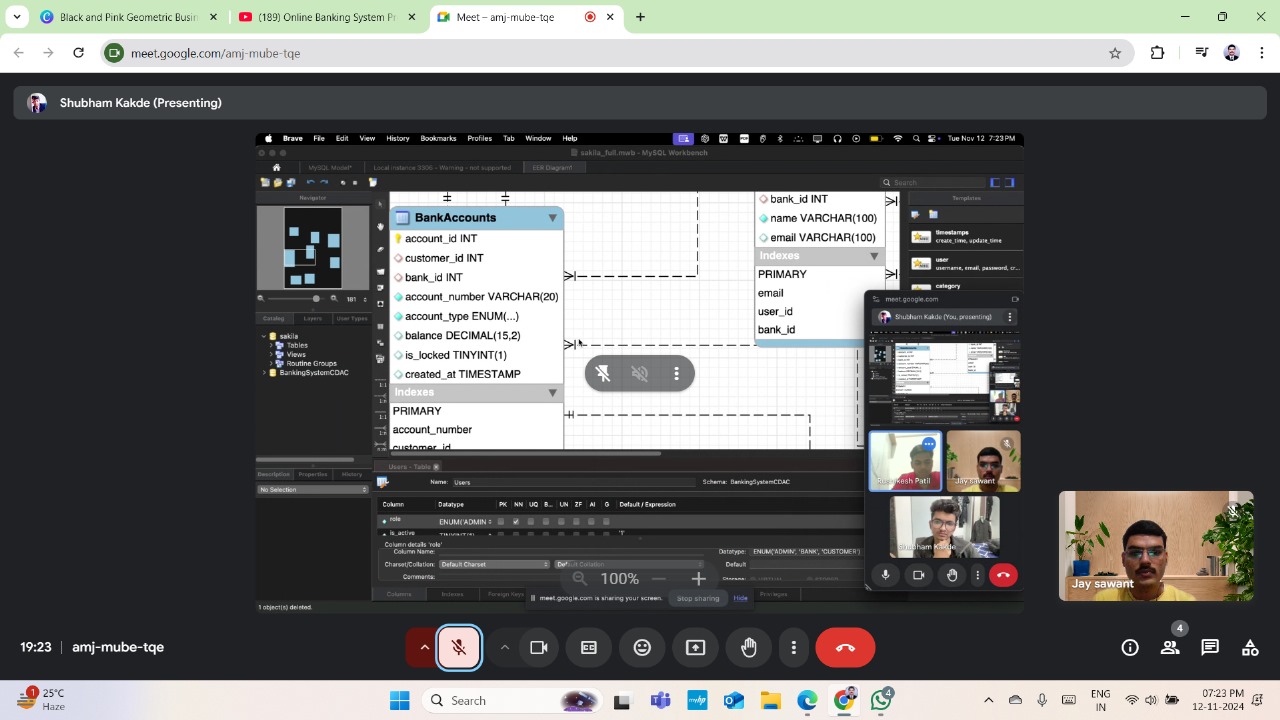 Black and Pink Geometric Busin
(189) Online Banking System P
Meet – amj-mube-tqe
meet.google.com/amj-mube-tqe
Shubham Kakde (Presenting)
Brave File Edit View History Bookmarks Profiles Tab Window Help
Tue Nov 12 7:23 PM
sakila_full.mwb - MySQL Workbench
MySQL Model*
Local instance 3306 - Warning - not supported
EER Diagram1
Search
Navigator
Templates
BankAccounts
account_id INT
customer_id INT
bank_id INT
account_number VARCHAR(20)
account_type ENUM(...)
balance DECIMAL(15,2)
is_locked TINYINT(1)
created_at TIMESTAMP
Indexes
PRIMARY
account_number
customer_id
bank_id INT
name VARCHAR(100)
email VARCHAR(100)
Indexes
PRIMARY
email
user_id
bank_id
timestamps
create_time, update_time
user
username, email, password, cr...
category
181
Catalog Layers User Types
sakila
Tables
Views
Routine Groups
BankingSystemCDAC
meet.google.com
Shubham Kakde (You, presenting)
Jay sawant
Shubham Kakde
Description Properties History
No Selection
Users - Table
Name: Users
Schema: BankingSystemCDAC
Column Datatype PK NN UQ B... UN ZF AI G Default / Expression
role ENUM('ADMIN
is_active
Column details 'role'
Column Name:
Datatype: ENUM('ADMIN', 'BANK', 'CUSTOMER')
Charset/Collation: Default Charset
Default Collation
Default
Comments:
Storage:
100%
Columns Indexes Foreign Keys
Privileges
meet.google.com is sharing your screen.
Stop sharing
Hide
1 object(s) deleted.
Jay sawant
19:23 | amj-mube-tqe
4
1
25°C
Haze
Search
4
ENG
IN
07:23 PM
12-11-2024